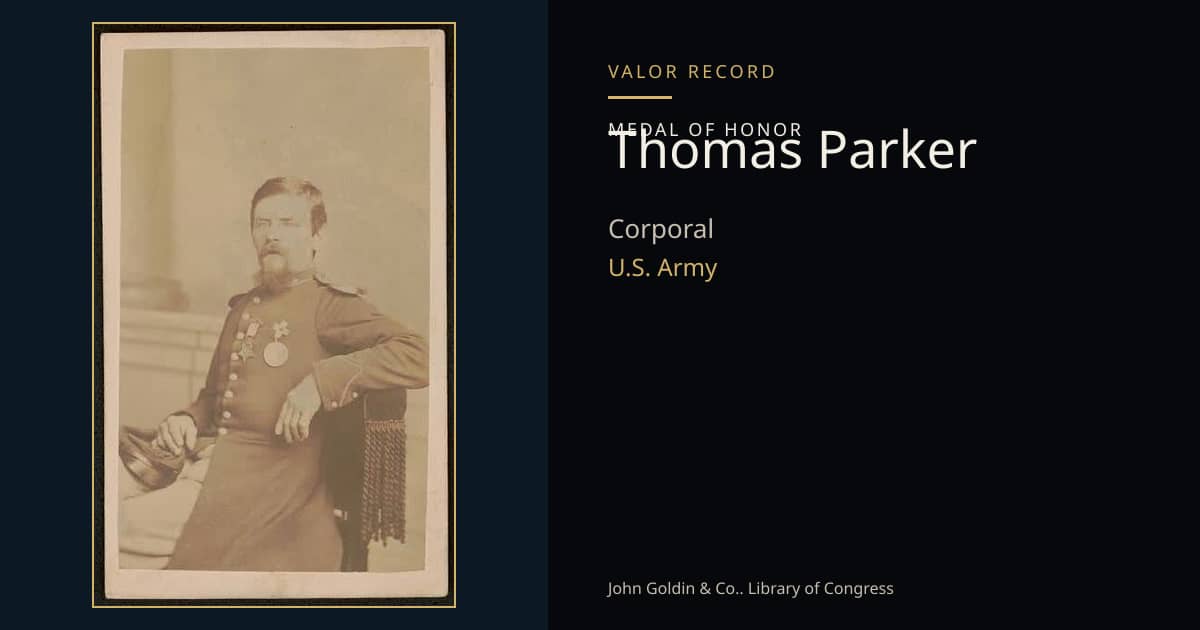 VALOR RECORD
MEDAL OF HONOR
Thomas Parker
Corporal
U.S. Army
John Goldin & Co.. Library of Congress